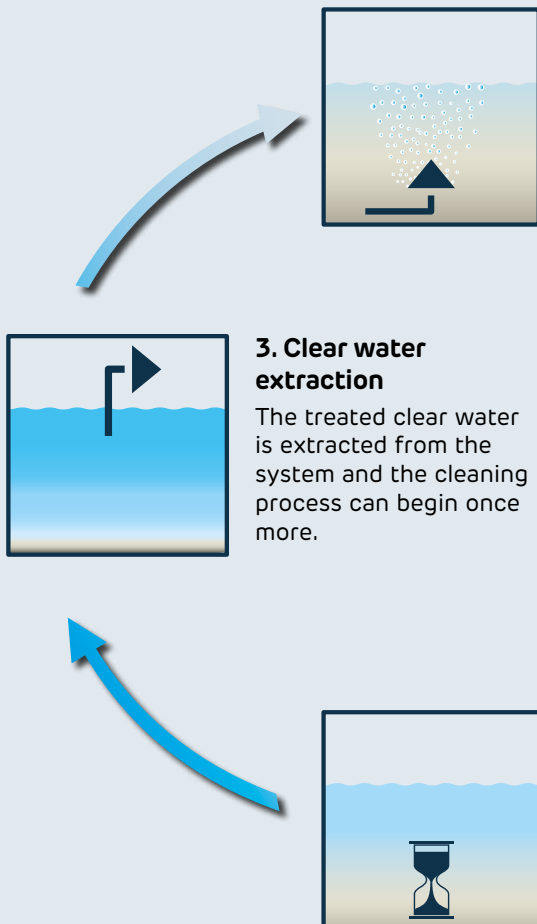 3. Clear water
extraction
The treated clear water
is extracted from the
system and the cleaning
process can begin once
more.